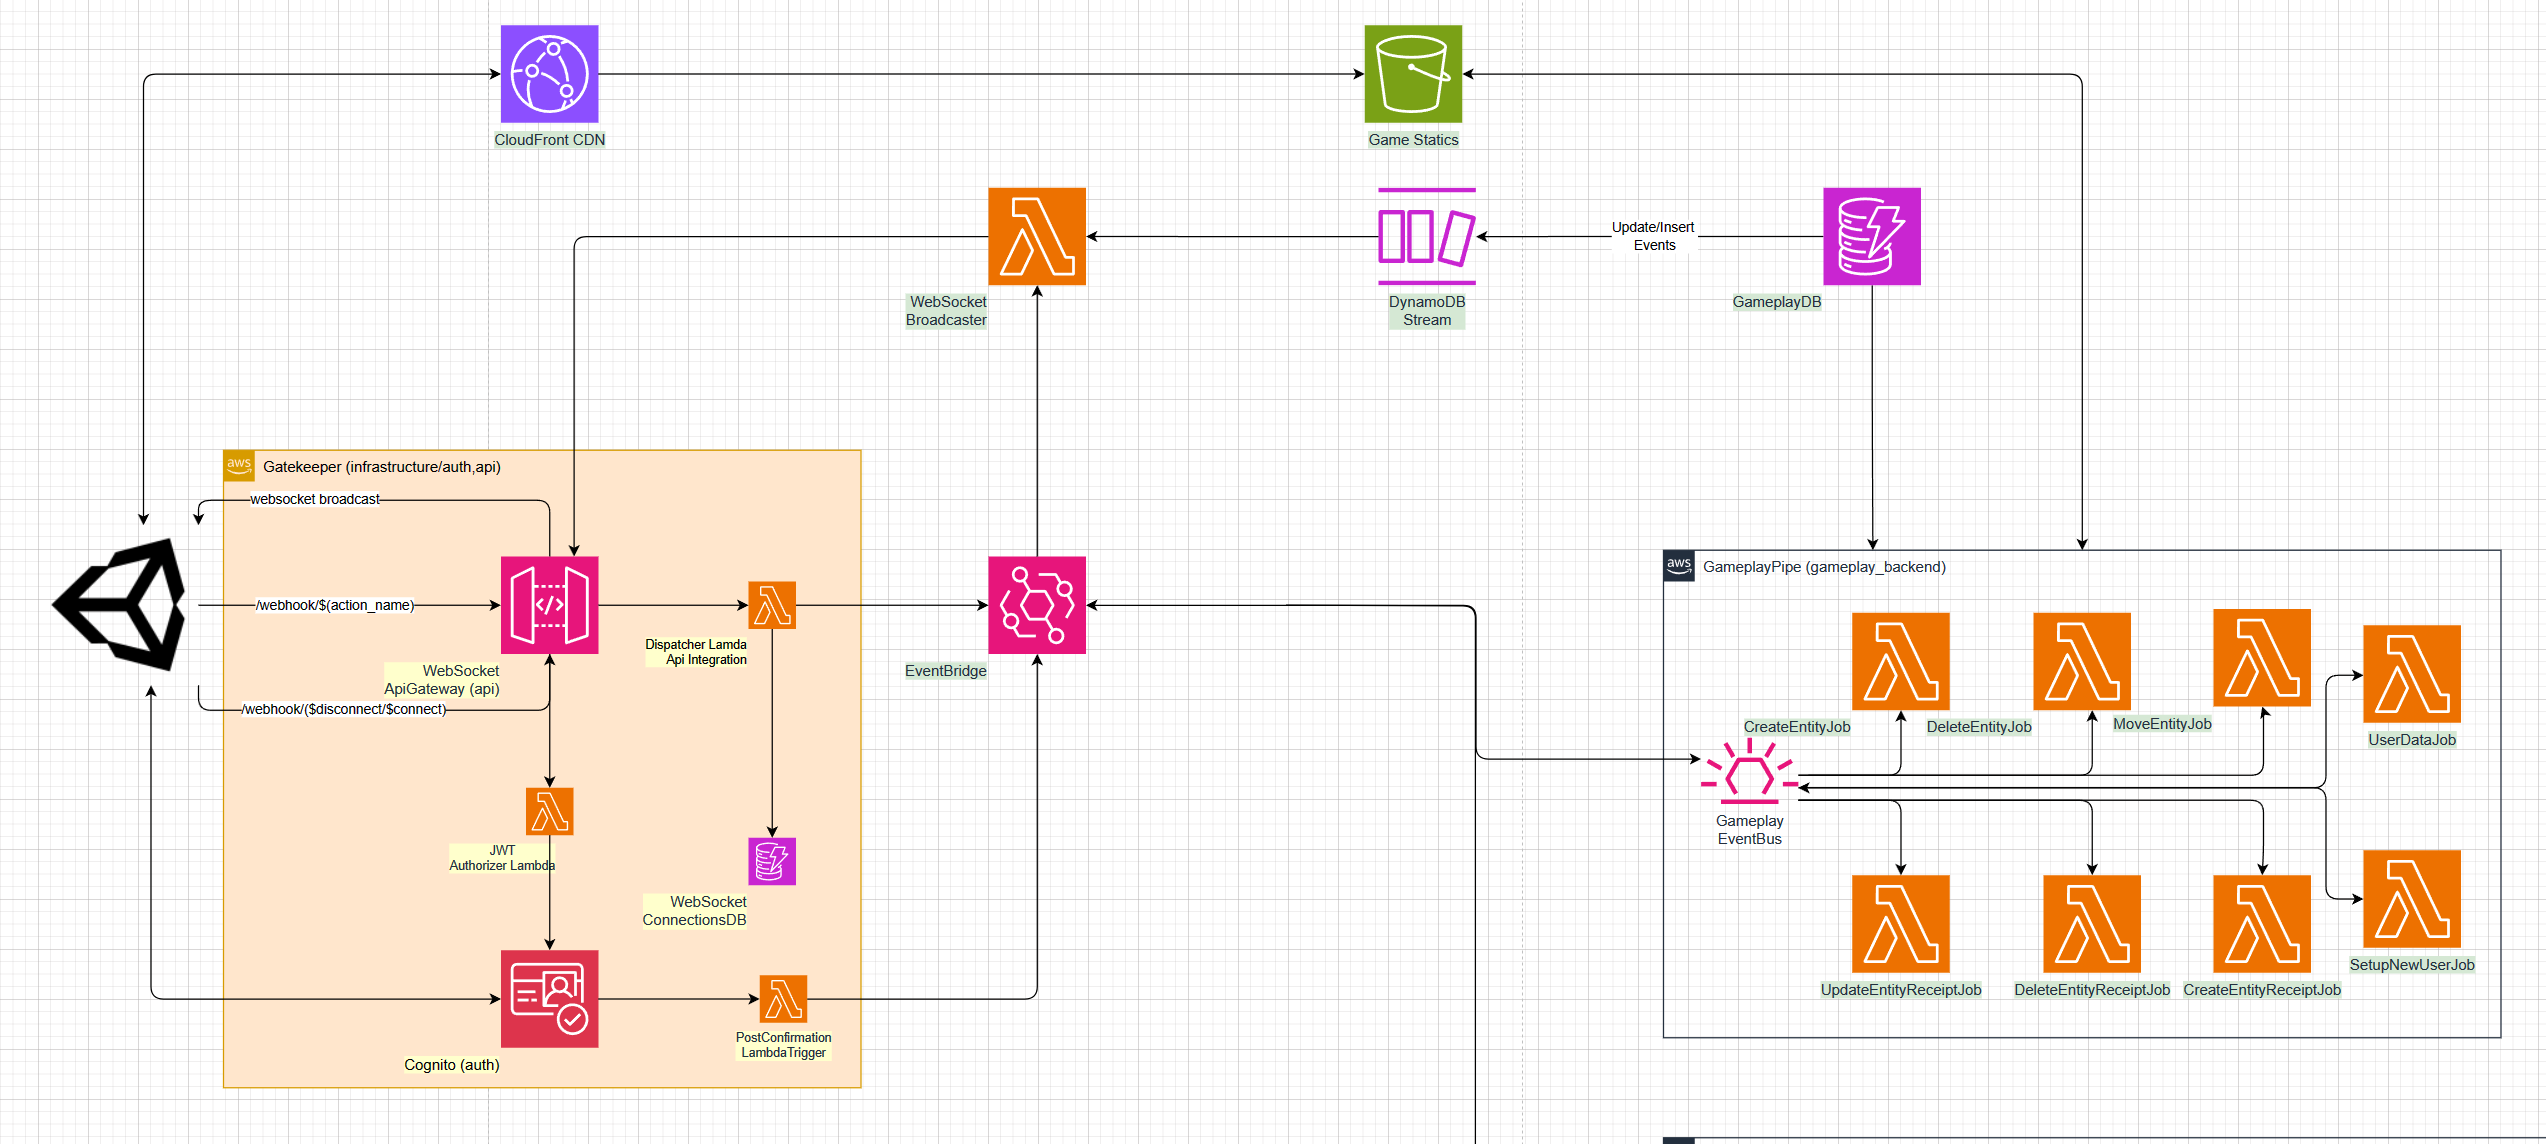 CloudFront CDN
Game Statics
Update/Insert
Events
WebSocket
Broadcaster
DynamoDB
Stream
GameplayDB
aws
Gatekeeper (infrastructure/auth,api)
websocket broadcast
/webhook/$(action_name)
Dispatcher Lamda
Api Integration
WebSocket
ApiGateway (api)
EventBridge
/webhook/($disconnect/$connect)
JWT
Authorizer Lambda
WebSocket
ConnectionsDB
PostConfirmation
LambdaTrigger
Cognito (auth)
aws
GameplayPipe (gameplay_backend)
CreateEntityJob
DeleteEntityJob
MoveEntityJob
UserDataJob
Gameplay
EventBus
SetupNewUserJob
UpdateEntityReceiptJob
DeleteEntityReceiptJob
CreateEntityReceiptJob